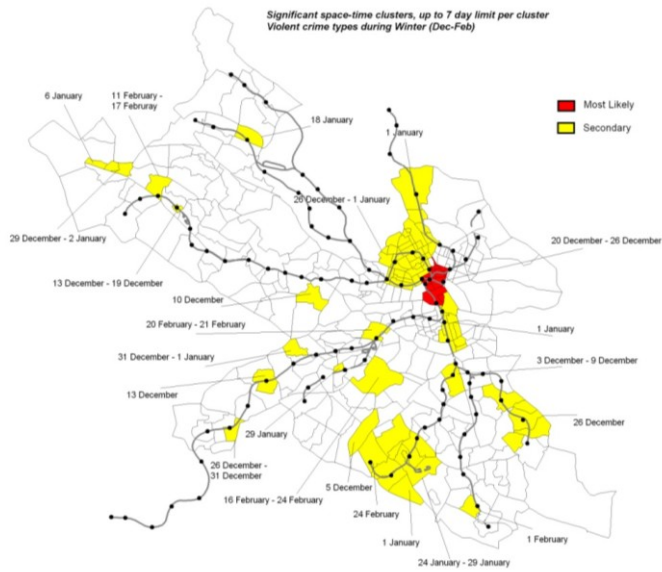 Significant space-time clusters, up to 7 day limit per cluster
Violent crime types during Winter (Dec-Feb)
Most Likely
Secondary
6 January
11 February -
17 Februray
18 January
1 January
26 December - 1 January
29 December - 2 January
13 December - 19 December
20 December - 26 December
10 December
20 February - 21 February
1 January
31 December - 1 January
3 December - 9 December
13 December
26 December
29 January
26 December -
31 December
5 December
16 February - 24 February
24 February
1 January
1 February
24 January - 29 January